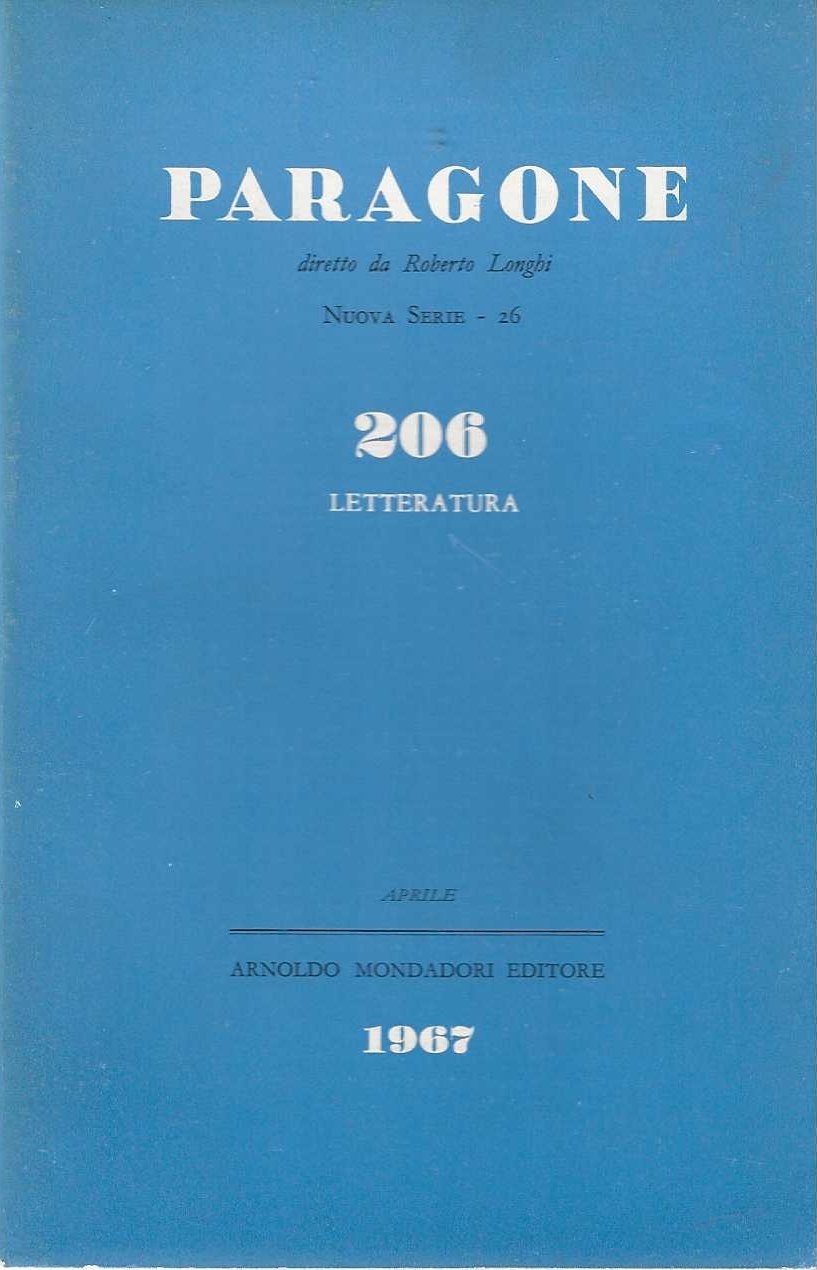 PARAGONE
diretto da Roberto Longhi
NUOVA SERIE - 26
206
LETTERATURA
APRILE
ARNOLDO MONDADORI EDITORE
1967